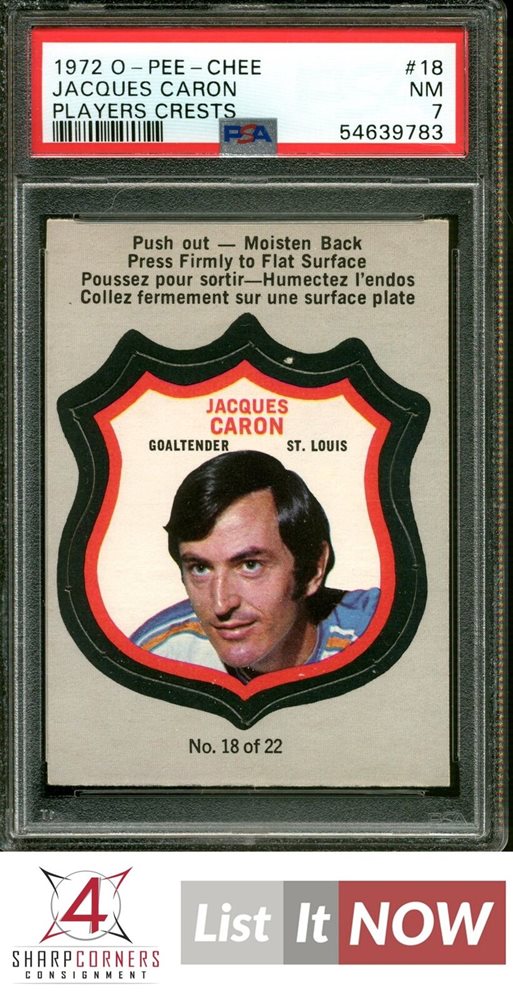 1972 O-PEE-CHEE #18
JACQUES CARON NM
PLAYERS CRESTS 7
PSA 54639783
Push out — Moisten Back
Press Firmly to Flat Surface
Poussez pour sortir—Humectez l'endos
Collez fermement sur une surface plate
JACQUES
CARON
GOALTENDER ST. LOUIS
No. 18 of 22
4
SHARPCORNERS
CONSIGNMENT
List It NOW